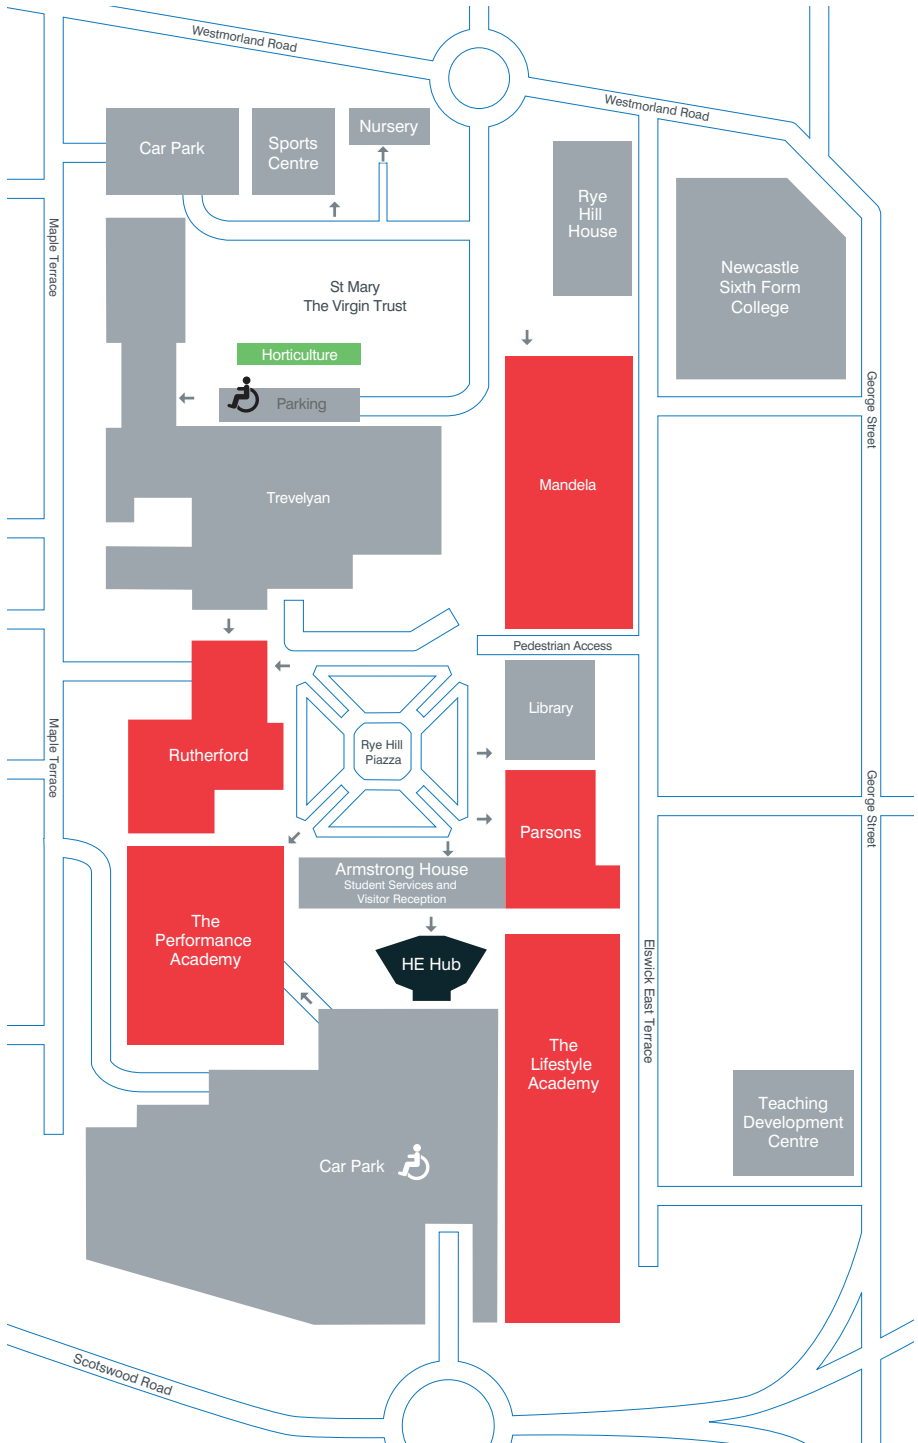 Westmorland Road
Westmorland Road
Car Park
Sports
Centre
Nursery
Rye
Hill
House
Newcastle
Sixth Form
College
Maple Terrace
St Mary
The Virgin Trust
Horticulture
Parking
George Street
Mandela
Trevelyan
Pedestrian Access
Library
Maple Terrace
Rutherford
Rye Hill
Piazza
George Street
Parsons
Armstrong House
Student Services and
Visitor Reception
The
Performance
Academy
HE Hub
Elswick East Terrace
The
Lifestyle
Academy
Teaching
Development
Centre
Car Park
Scotswood Road